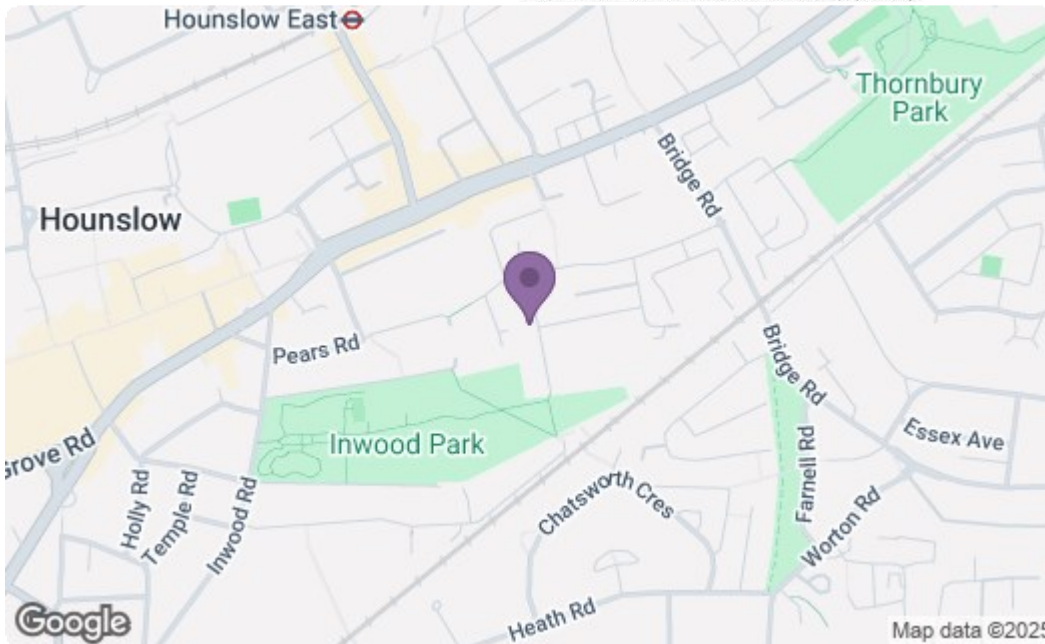 Hounslow East
Thornbury
Park
Bridge Rd
Hounslow
Pears Rd
Bridge Rd
Inwood Park
Essex Ave
Grove Rd
Farnell Rd
Holly Rd
Temple Rd
Inwood Rd
Chatsworth Cres
Worton Rd
Heath Rd
Google
Map data ©2025